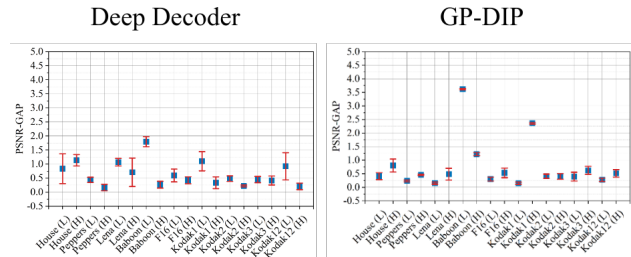 Deep Decoder
GP-DIP
PSNR-GAP
5.0
4.5
4.0
3.5
3.0
2.5
2.0
1.5
1.0
0.5
0.0
-0.5
House (L)
House (H)
Peppers (L)
Peppers (H)
Lena (L)
Lena (H)
Baboon (L)
Baboon (H)
F16 (L)
F16 (H)
Kodak1 (L)
Kodak1 (H)
Kodak2 (L)
Kodak2 (H)
Kodak3 (L)
Kodak3 (H)
Kodak12 (L)
Kodak12 (H)
PSNR-GAP
5.0
4.5
4.0
3.5
3.0
2.5
2.0
1.5
1.0
0.5
0.0
-0.5
House (L)
House (H)
Peppers (L)
Peppers (H)
Lena (L)
Lena (H)
Baboon (L)
Baboon (H)
F16 (L)
F16 (H)
Kodak1 (L)
Kodak1 (H)
Kodak2 (L)
Kodak2 (H)
Kodak3 (L)
Kodak3 (H)
Kodak12 (L)
Kodak12 (H)